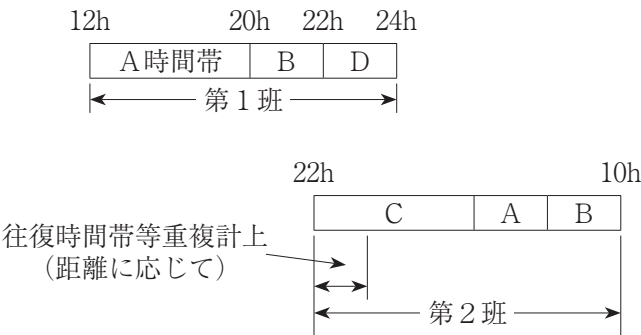 12h 20h 22h 24h
A時間帯 B D
第1班
22h 10h
C A B
往復時間帯等重複計上
(距離に応じて)
第2班